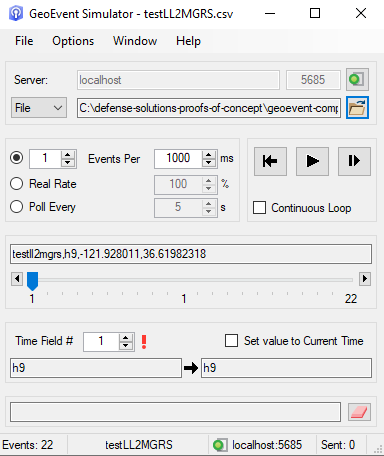 GeoEvent Simulator - testLL2MGRS.csv
File Options Window Help
Server: localhost 5685
File C:\defense-solutions-proofs-of-concept\geoevent-comp
1 Events Per 1000 ms
Real Rate 100 %
Poll Every 5 s
Continuous Loop
testll2mgrs,h9,-121.928011,36.61982318
1 1 22
Time Field # 1 Set value to Current Time
h9 h9
Events: 22 testLL2MGRS localhost:5685 Sent: 0